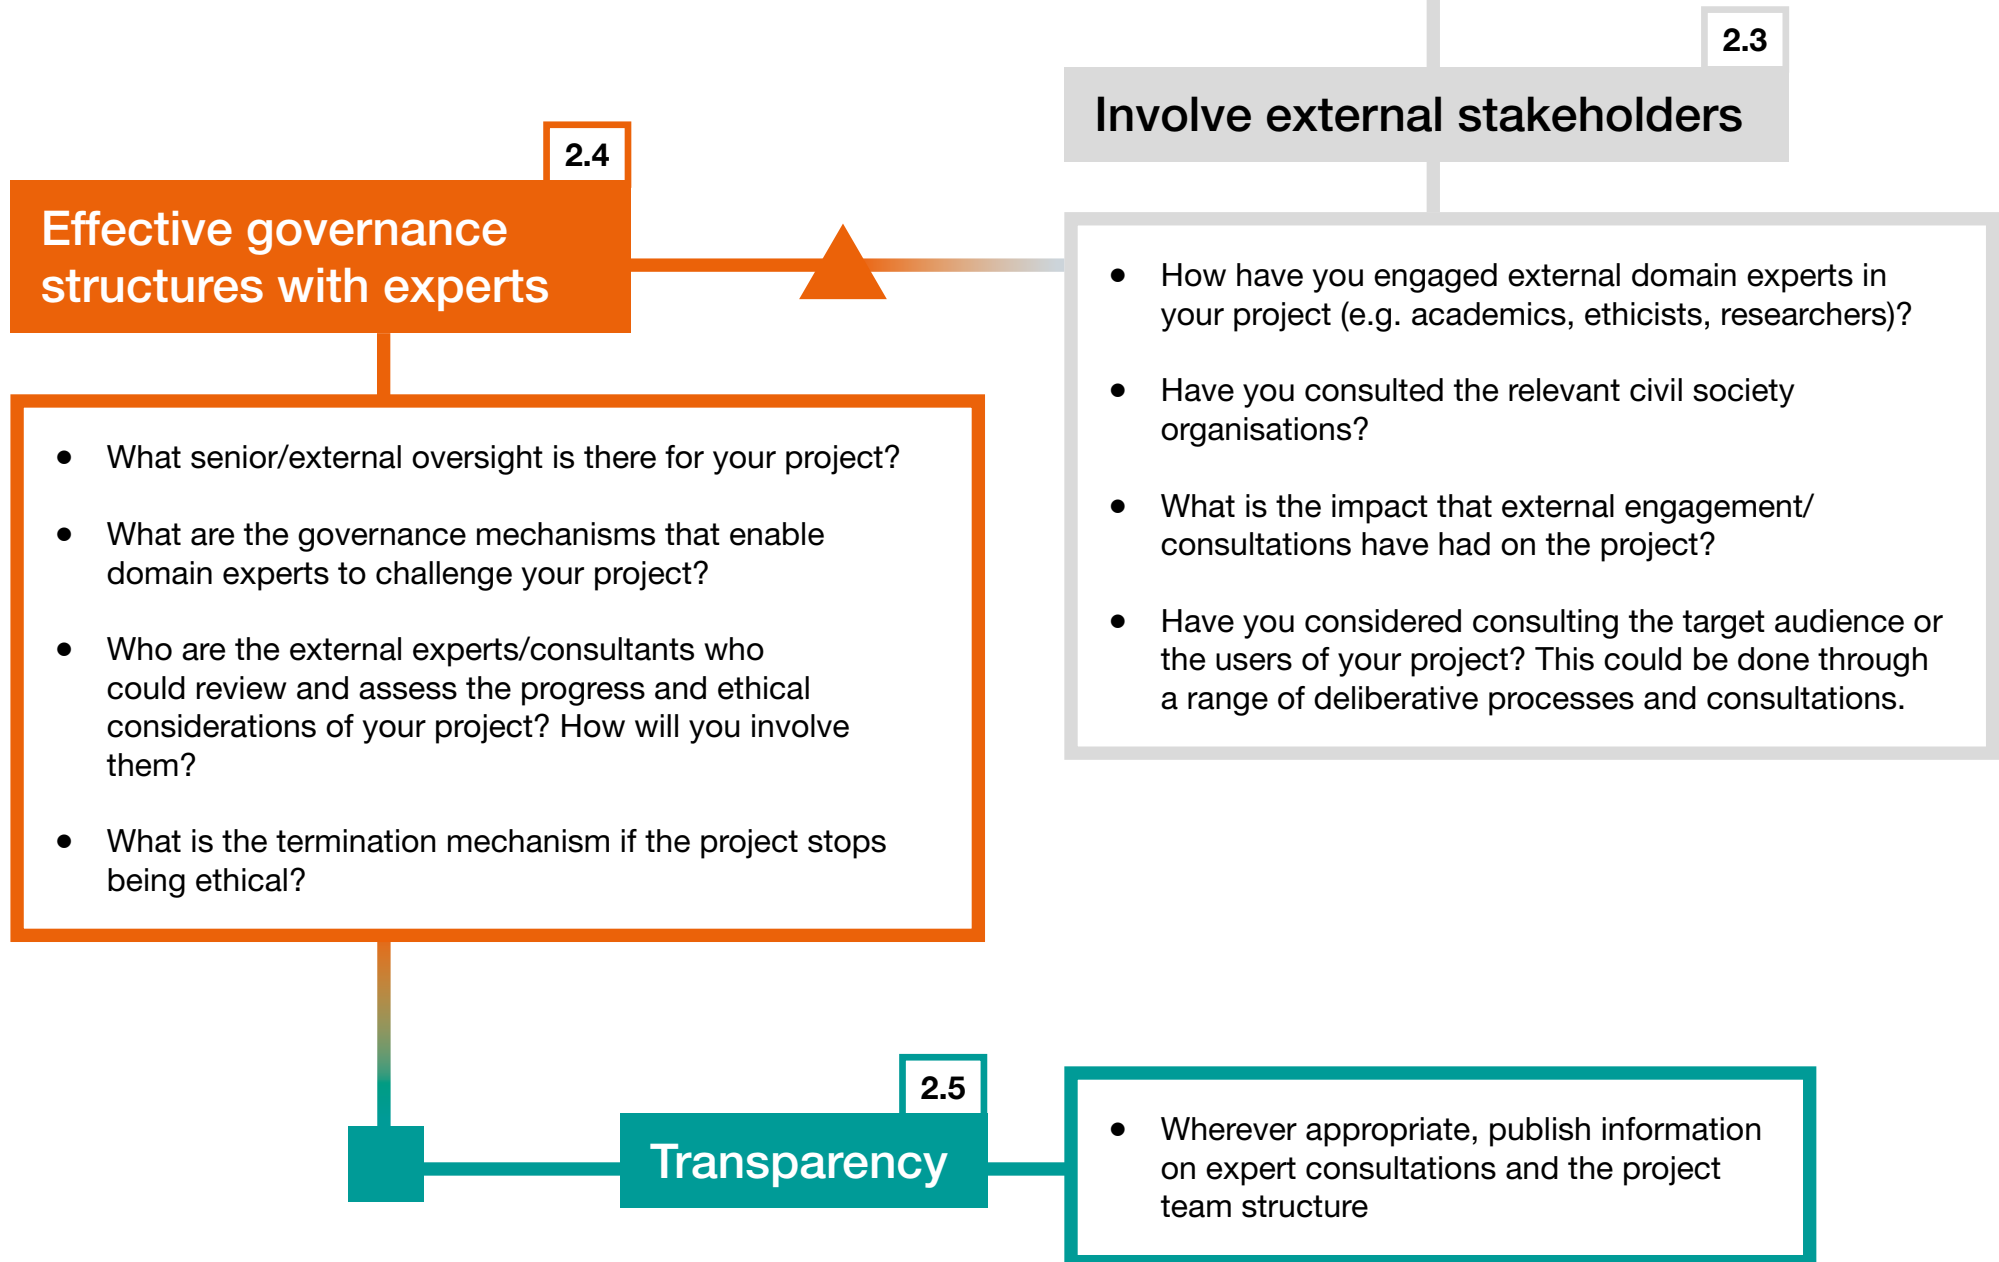 2.3
Involve external stakeholders
● How have you engaged external domain experts in
your project (e.g. academics, ethicists, researchers)?
● Have you consulted the relevant civil society
organisations?
● What is the impact that external engagement/
consultations have had on the project?
● Have you considered consulting the target audience or
the users of your project? This could be done through
a range of deliberative processes and consultations.
2.4
Effective governance
structures with experts
● What senior/external oversight is there for your project?
● What are the governance mechanisms that enable
domain experts to challenge your project?
● Who are the external experts/consultants who
could review and assess the progress and ethical
considerations of your project? How will you involve
them?
● What is the termination mechanism if the project stops
being ethical?
2.5
Transparency
● Wherever appropriate, publish information
on expert consultations and the project
team structure